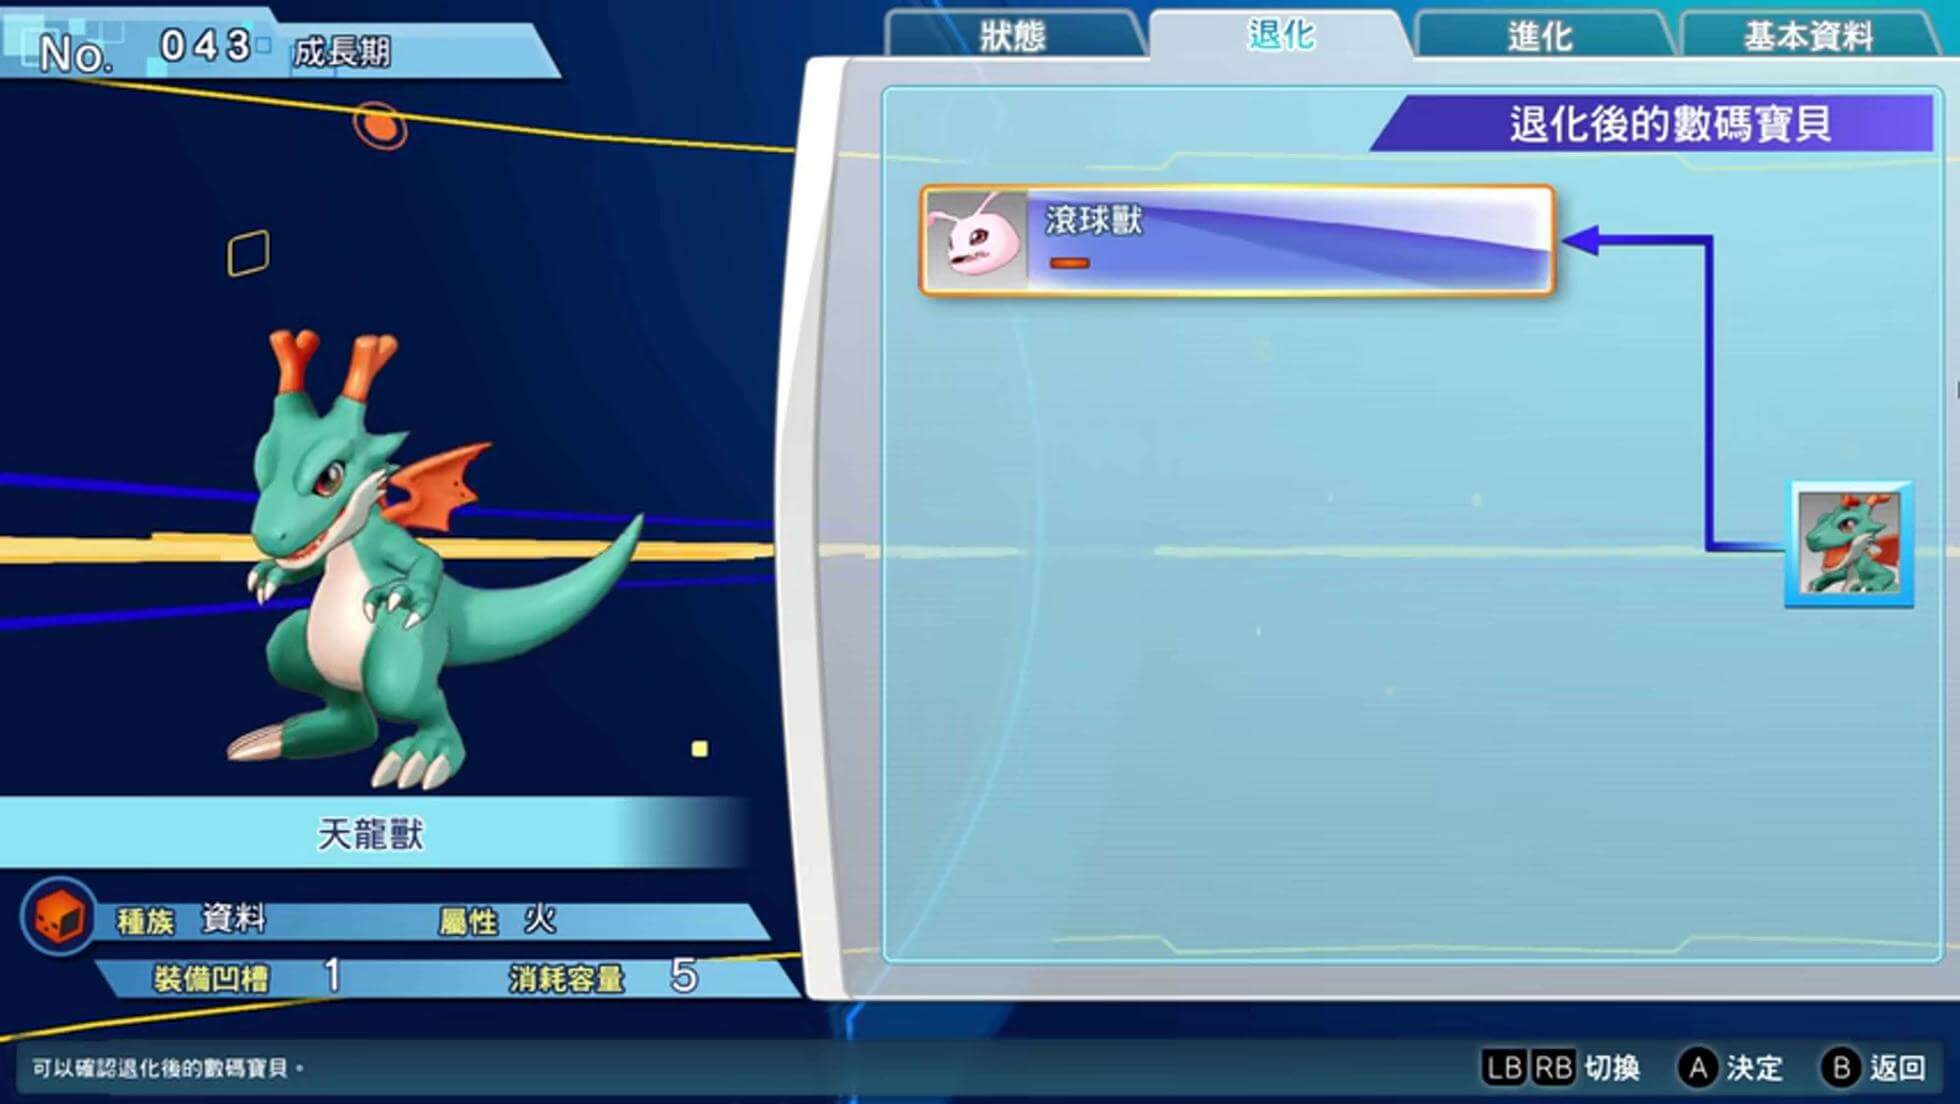 No. 043 成長期
狀態 退化 進化 基本資料
退化後的數碼寶貝
滾球獸
天龍獸
種族 資料 屬性 火
裝備凹槽 1 消耗容量 5
可以確認退化後的數碼寶貝。
LB RB 切換 A 決定 B 返回